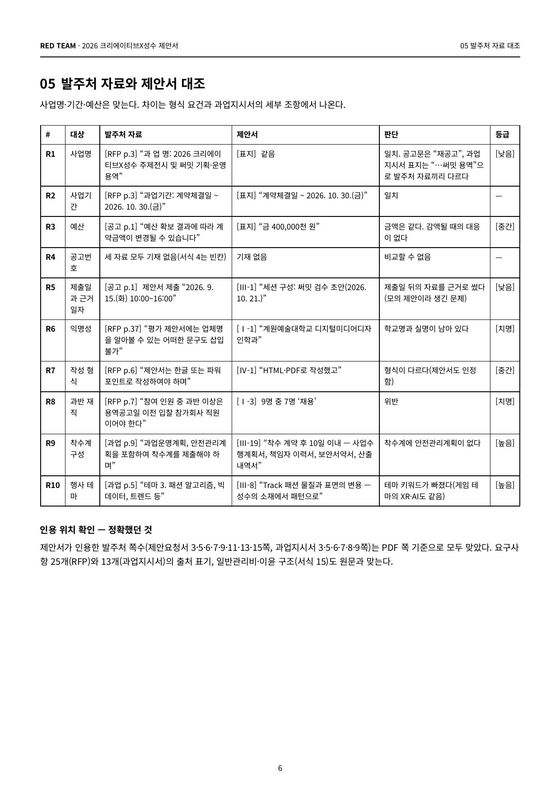 RED TEAM · 2026 크리에이티브X성수 제안서
05 발주처 자료 대조
05 발주처 자료와 제안서 대조
사업명·기간·예산은 맞는다. 차이는 형식 요건과 과업지시서의 세부 조항에서 나온다.
# 대상 발주처 자료 제안서 판단 등급
R1 사업명 [RFP p.3] “과 업 명: 2026 크리에이
티브X성수 주제전시 및 써밋 기획·운영
용역” [표지] 같음 일치. 공고문은 “재공고”, 과업
지시서 표지는 “…써밋 용역”으
로 발주처 자료끼리 다르다 [낮음]
R2 사업기
간 [RFP p.3] “과업기간: 계약체결일 ~
2026. 10. 30.(금)” [표지] “계약체결일 ~ 2026. 10. 30.(금)” 일치 —
R3 예산 [공고 p.1] “예산 확보 결과에 따라 계
약금액이 변경될 수 있습니다” [표지] “금 400,000천 원” 금액은 같다. 감액될 때의 대응
이 없다 [중간]
R4 공고번
호 세 자료 모두 기재 없음(서식 4는 빈칸) 기재 없음 비교할 수 없음 —
R5 제출일
과 근거
일자 [공고 p.1] 제안서 제출 “2026. 9.
15.(화) 10:00~16:00” [III-1] “세션 구성: 써밋 검수 초안(2026.
10. 21.)” 제출일 뒤의 자료를 근거로 썼다
(모의 제안이라 생긴 문제) [낮음]
R6 익명성 [RFP p.37] “평가 제안서에는 업체명
을 알아볼 수 있는 어떠한 문구도 삽입
불가” [Ⅰ-1] “계원예술대학교 디지털미디어디자
인학과” 학교명과 실명이 남아 있다 [치명]
R7 작성 형
식 [RFP p.6] “제안서는 한글 또는 파워
포인트로 작성하여야 하며” [IV-1] “HTML·PDF로 작성했고” 형식이 다르다(제안서도 인정
함) [중간]
R8 과반 재
직 [RFP p.7] “참여 인원 중 과반 이상은
용역공고일 이전 입찰 참가회사 직원
이어야 한다” [Ⅰ-3] 9명 중 7명 ‘채용’ 위반 [치명]
R9 착수계
구성 [과업 p.9] “과업운영계획, 안전관리계
획을 포함하여 착수계를 제출해야 하
며” [III-19] “착수 계약 후 10일 이내 — 사업수
행계획서, 책임자 이력서, 보안서약서, 산출
내역서” 착수계에 안전관리계획이 없다 [높음]
R10 행사 테
마 [과업 p.5] “테마 3. 패션 알고리즘, 빅
데이터, 트렌드 등” [III-8] “Track 패션 물질과 표면의 변용 —
성수의 소재에서 패턴으로” 테마 키워드가 빠졌다(게임 테
마의 XR·AI도 같음) [높음]
인용 위치 확인 — 정확했던 것
제안서가 인용한 발주처 쪽수(제안요청서 3·5·6·7·9·11·13·15쪽, 과업지시서 3·5·6·7·8·9쪽)는 PDF 쪽 기준으로 모두 맞았다. 요구사
항 25개(RFP)와 13개(과업지시서)의 출처 표기, 일반관리비·이윤 구조(서식 15)도 원문과 맞는다.
6